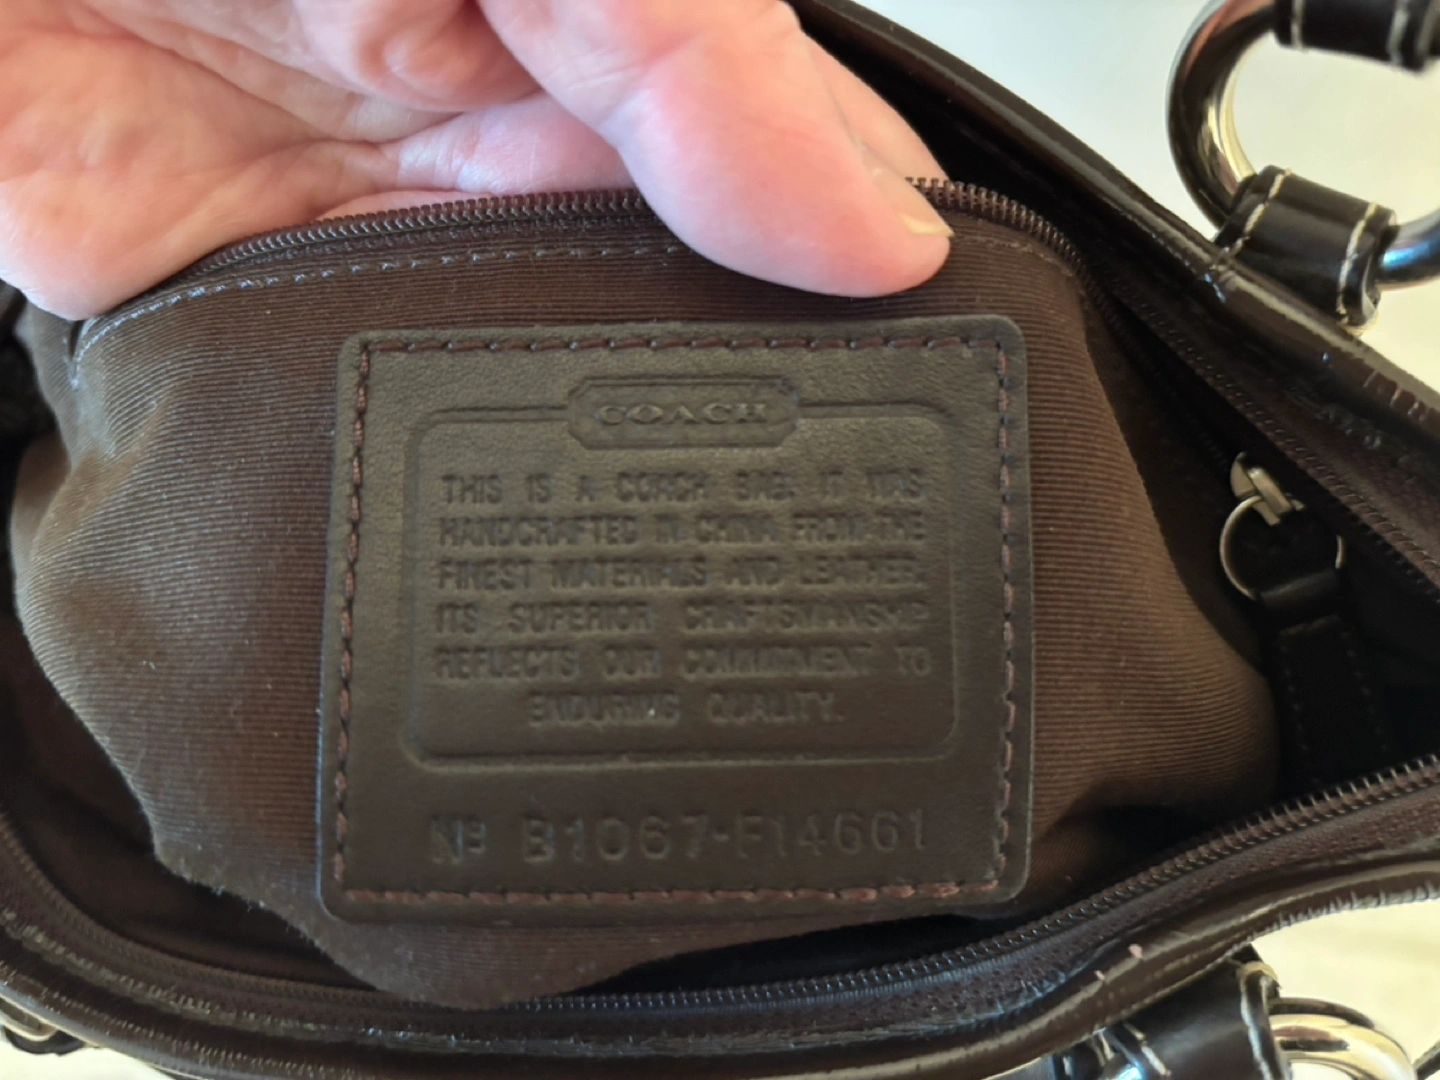 COACH
THIS IS A COACH BAG. IT WAS
HANDCRAFTED IN CHINA FROM THE
FINEST MATERIALS AND LEATHER.
ITS SUPERIOR CRAFTSMANSHIP
REFLECTS OUR COMMITMENT TO
ENDURING QUALITY.
Nº B1067-F14661